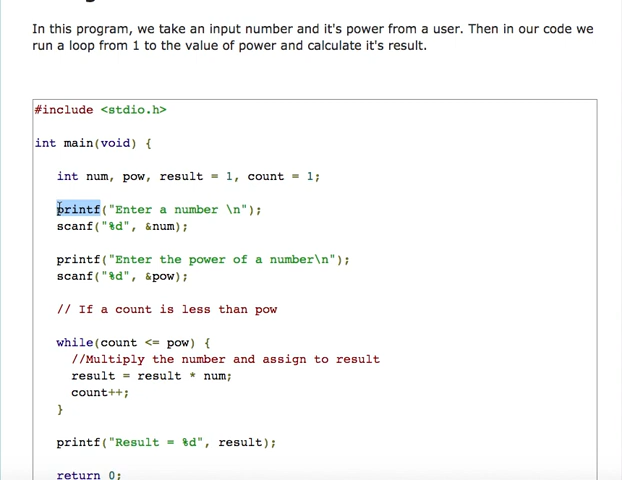 In this program, we take an input number and it's power from a user. Then in our code we
run a loop from 1 to the value of power and calculate it's result.
#include <stdio.h>
int main(void) {
int num, pow, result = 1, count = 1;
printf("Enter a number \n");
scanf("%d", &num);
printf("Enter the power of a number\n");
scanf("%d", &pow);
// If a count is less than pow
while(count <= pow) {
//Multiply the number and assign to result
result = result * num;
count++;
}
printf("Result = %d", result);
return 0;